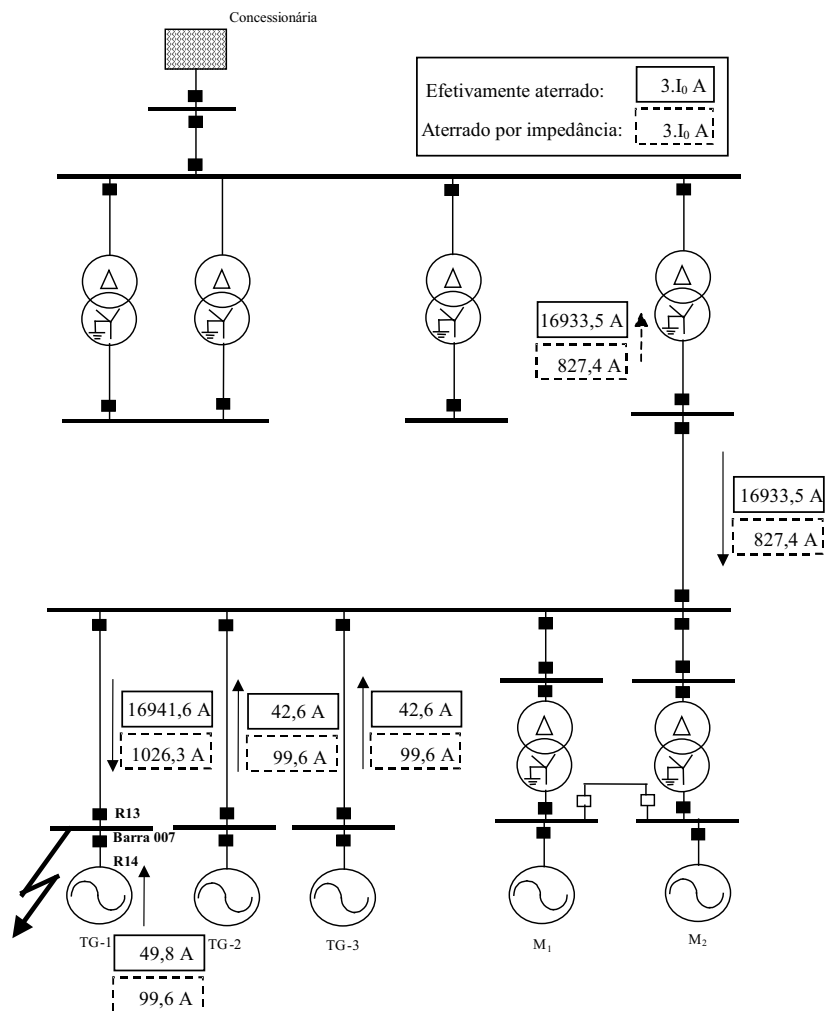 Concessionária
Efetivamente aterrado:
3.I₀ A
Aterrado por impedância:
3.I₀ A
16933,5 A
827,4 A
16933,5 A
827,4 A
16941,6 A
1026,3 A
42,6 A
99,6 A
42,6 A
99,6 A
R13
Barra 007
R14
TG-1
TG-2
TG-3
M₁
M₂
49,8 A
99,6 A